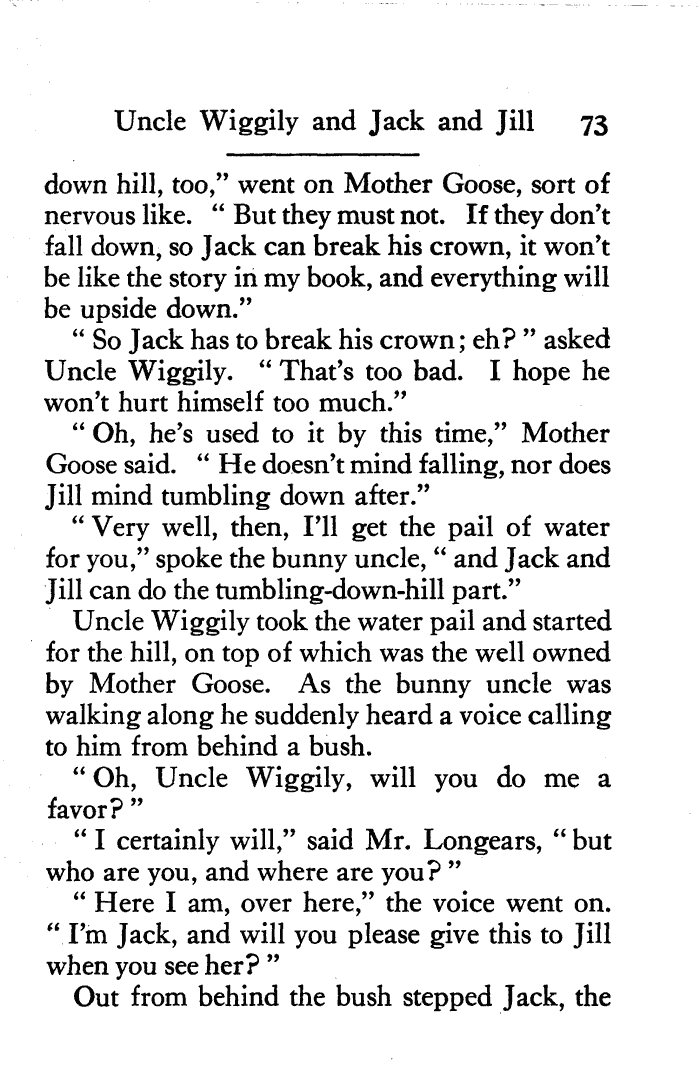 Uncle Wiggily and Jack and Jill 73
down hill, too,” went on Mother Goose, sort of
nervous like. “ But they must not. If they don’t
fall down, so Jack can break his crown, it won’t
be like the story in my book, and everything will
be upside down.”
“ So Jack has to break his crown; eh? ” asked
Uncle Wiggily. “ That’s too bad. I hope he
won’t hurt himself too much.”
“ Oh, he’s used to it by this time,” Mother
Goose said. “ He doesn’t mind falling, nor does
Jill mind tumbling down after.”
“ Very well, then, I’ll get the pail of water
for you,” spoke the bunny uncle, “ and Jack and
Jill can do the tumbling-down-hill part.”
Uncle Wiggily took the water pail and started
for the hill, on top of which was the well owned
by Mother Goose. As the bunny uncle was
walking along he suddenly heard a voice calling
to him from behind a bush.
“ Oh, Uncle Wiggily, will you do me a
favor? ”
“ I certainly will,” said Mr. Longears, “ but
who are you, and where are you? ”
“ Here I am, over here,” the voice went on.
“ I’m Jack, and will you please give this to Jill
when you see her? ”
Out from behind the bush stepped Jack, the